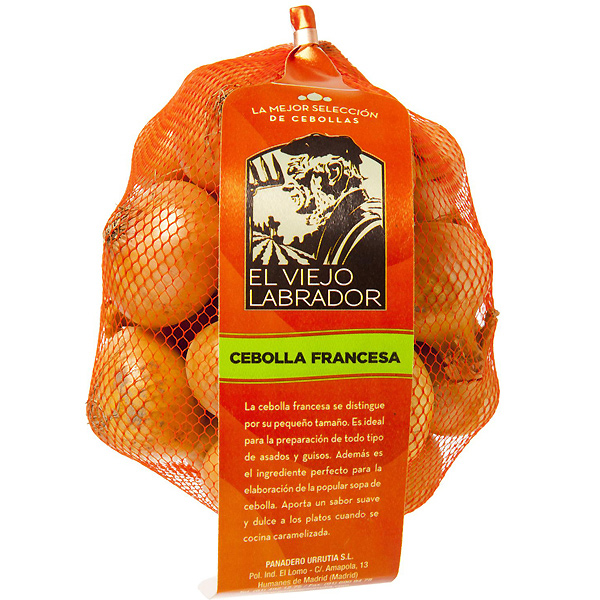 LA MEJOR SELECCIÓN
DE CEBOLLAS
EL VIEJO
LABRADOR
CEBOLLA FRANCESA
La cebolla francesa se distingue
por su pequeño tamaño. Es ideal
para la preparación de todo tipo
de asados y guisos. Además es
el ingrediente perfecto para la
elaboración de la popular sopa de
cebolla. Aporta un sabor suave
y dulce a los platos cuando se
cocina caramelizada.
PANADERO URRUTIA S.L.
Pol. Ind. El Lomo - C/. Amapola, 13
Humanes de Madrid (Madrid)